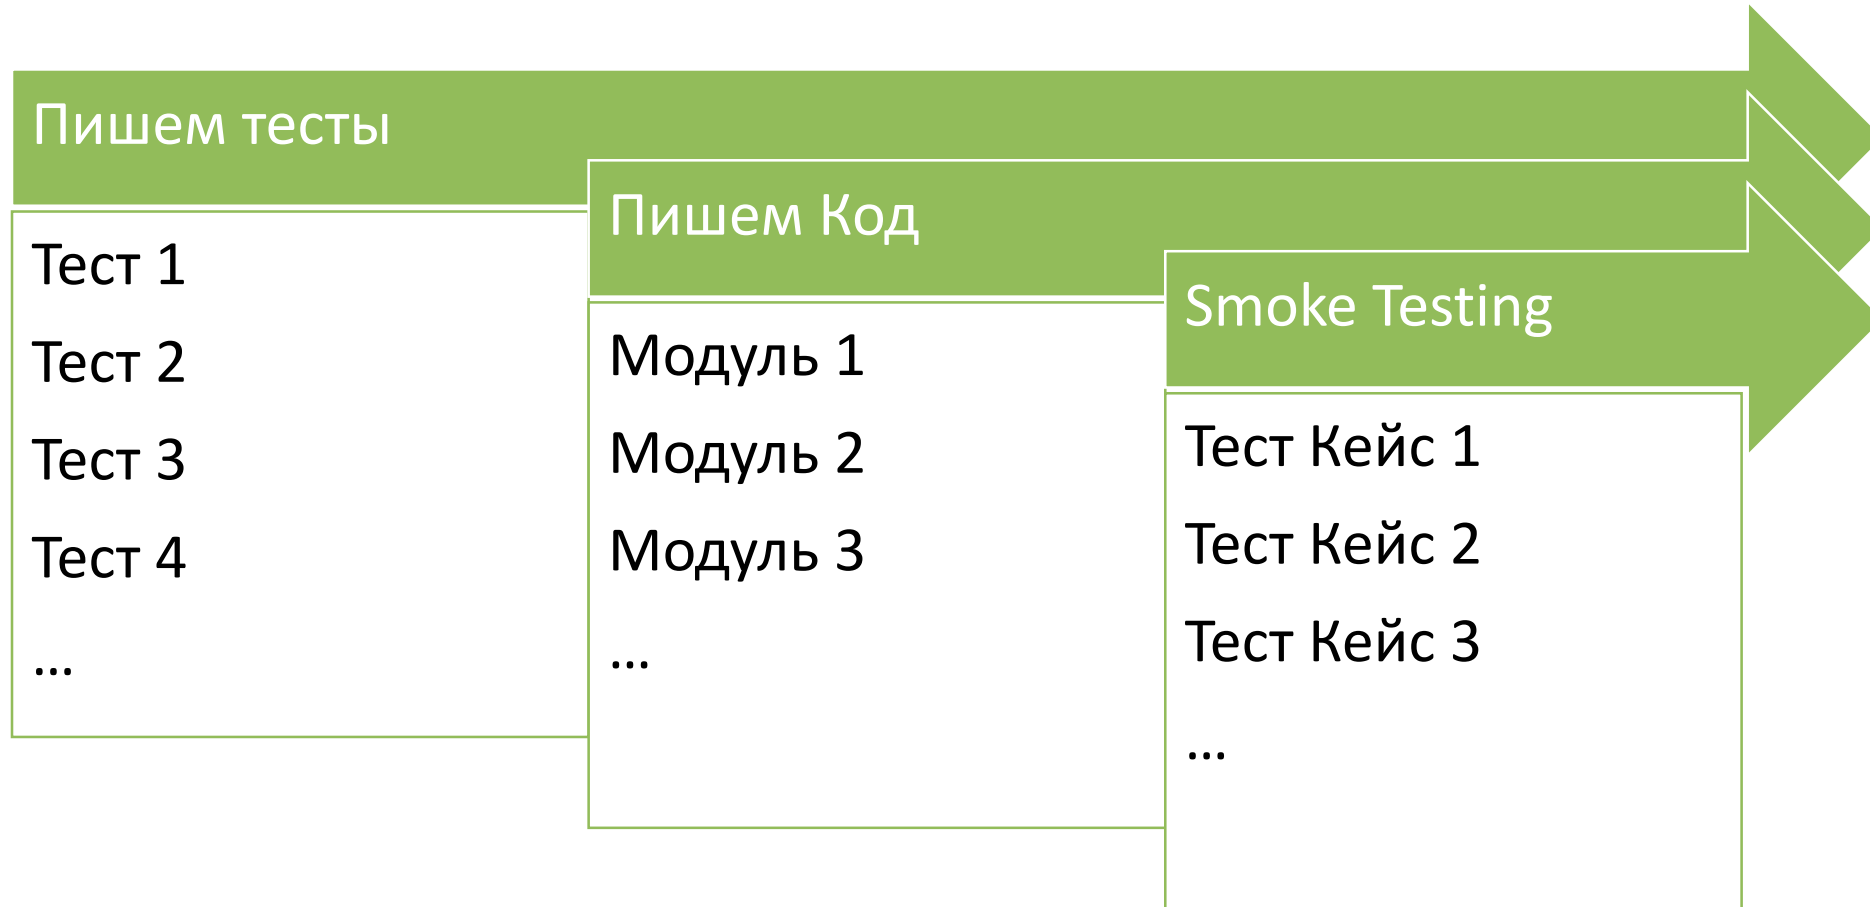 Пишем тесты
Тест 1
Тест 2
Тест 3
Тест 4
...
Пишем Код
Модуль 1
Модуль 2
Модуль 3
...
Smoke Testing
Тест Кейс 1
Тест Кейс 2
Тест Кейс 3
...